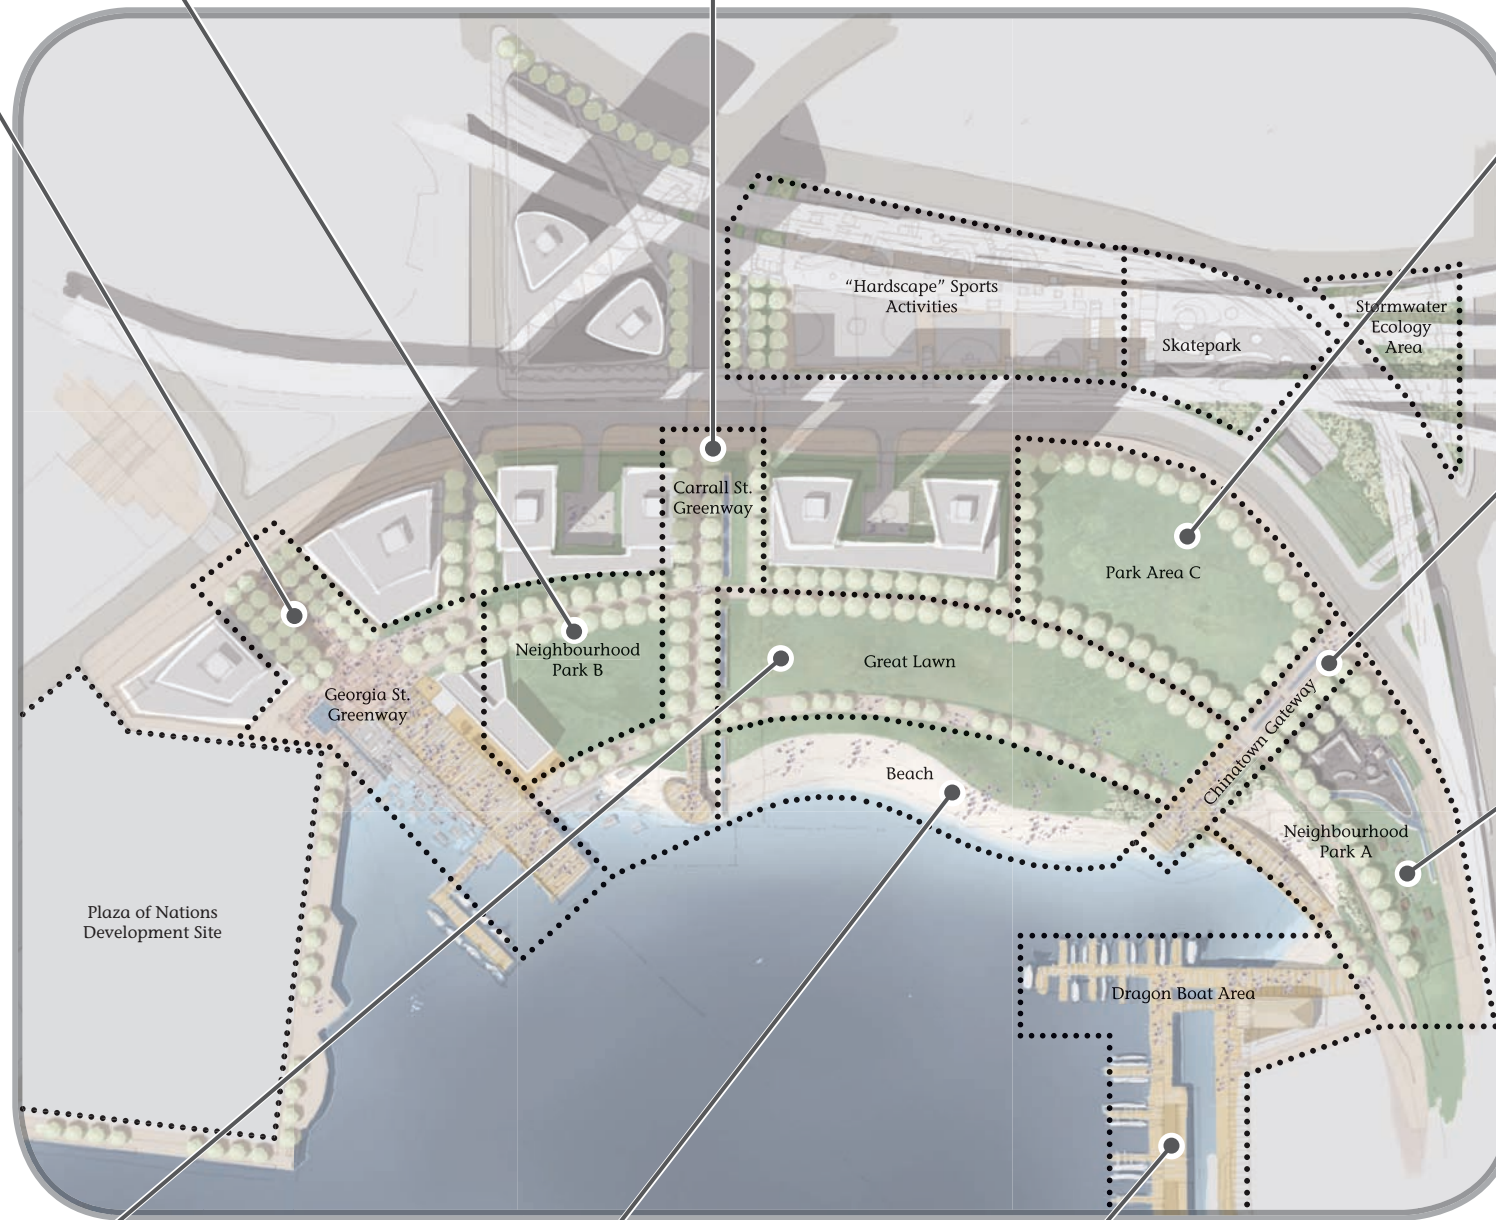 “Hardscape” Sports
Activities
Skatepark
Stormwater
Ecology
Area
Carrall St.
Greenway
Park Area C
Neighbourhood
Park B
Great Lawn
Georgia St.
Greenway
Chinatown Gateway
Beach
Neighbourhood
Park A
Plaza of Nations
Development Site
Dragon Boat Area